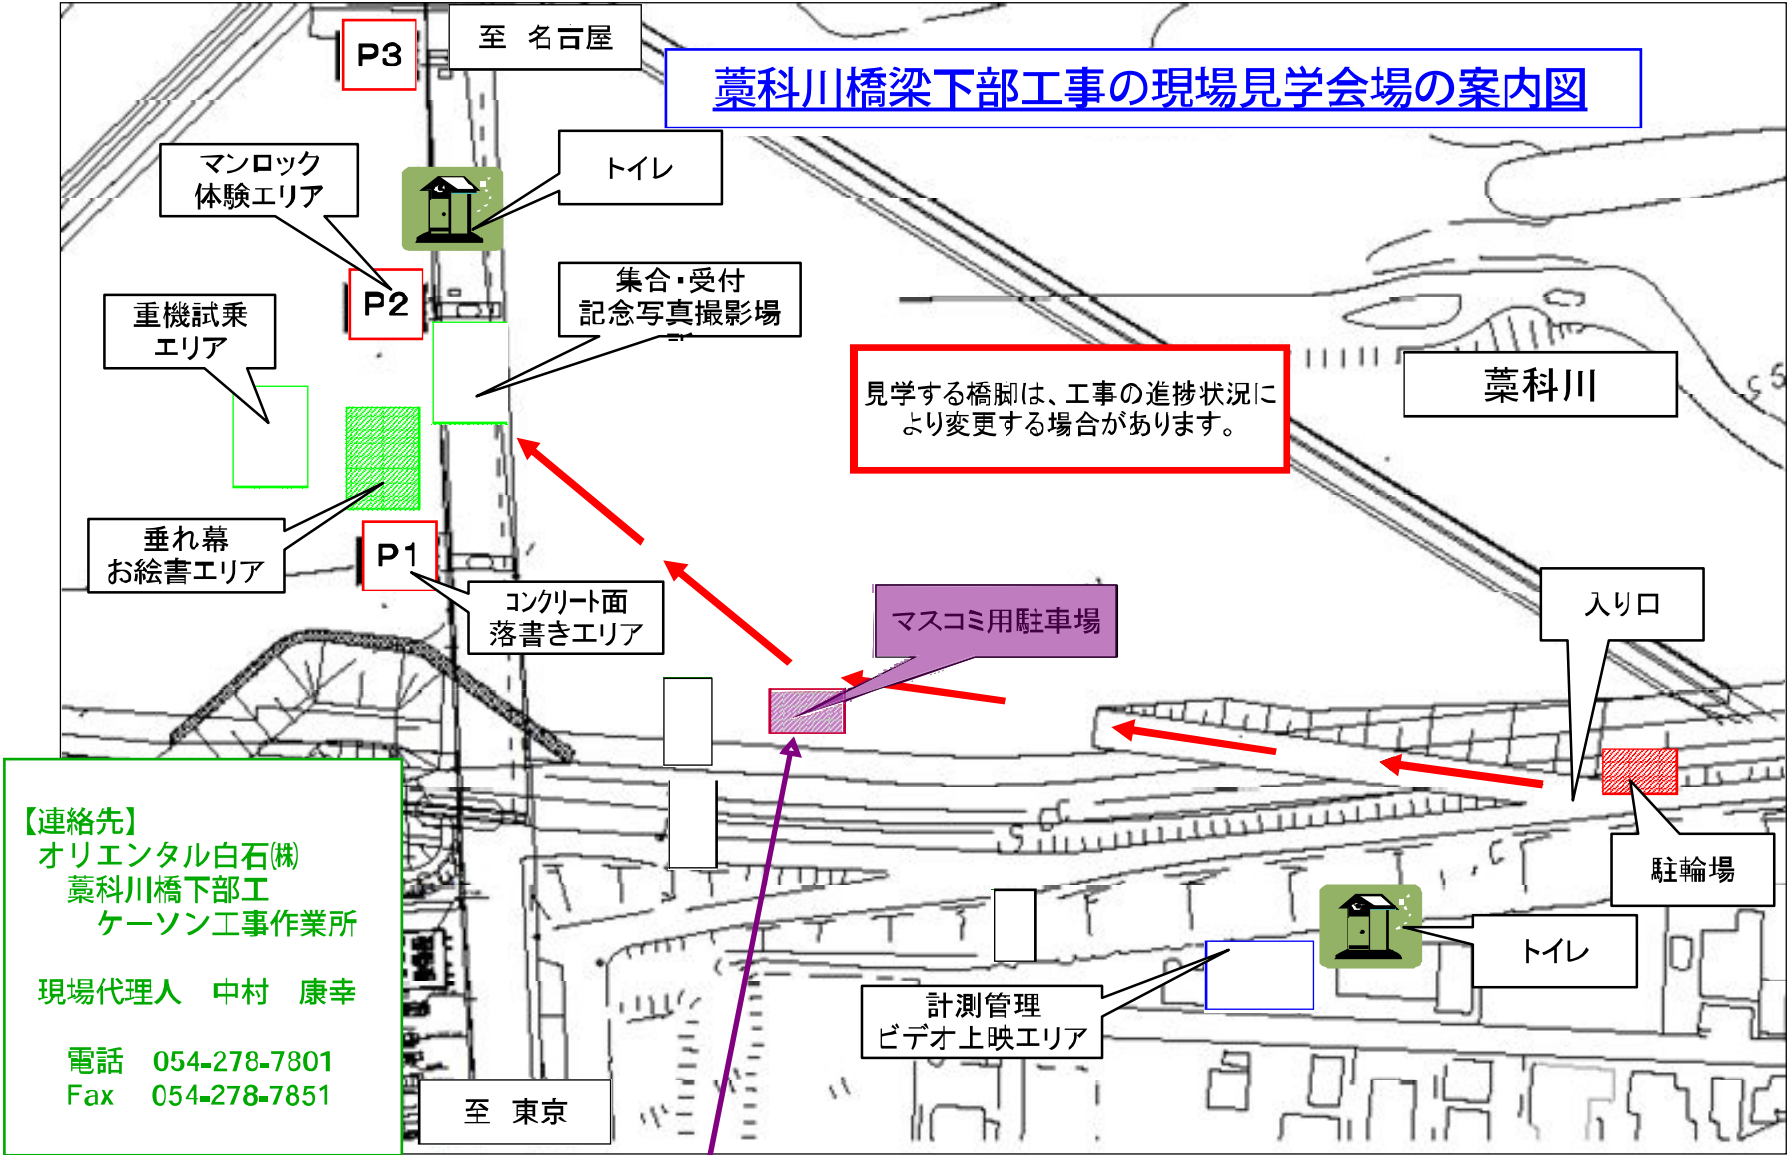 至 名古屋
P3
藁科川橋梁下部工事の現場見学会場の案内図
マンロック
体験エリア
トイレ
集合・受付
記念写真撮影場
P2
重機試乗
エリア
見学する橋脚は、工事の進捗状況に
より変更する場合があります。
藁科川
垂れ幕
お絵書エリア
P1
コンクリート面
落書きエリア
マスコミ用駐車場
入り口
駐輪場
トイレ
計測管理
ビデオ上映エリア
【連絡先】
オリエンタル白石㈱
藁科川橋下部工
ケーソン工事作業所
現場代理人 中村 康幸
電話 054-278-7801
Fax 054-278-7851
至 東京